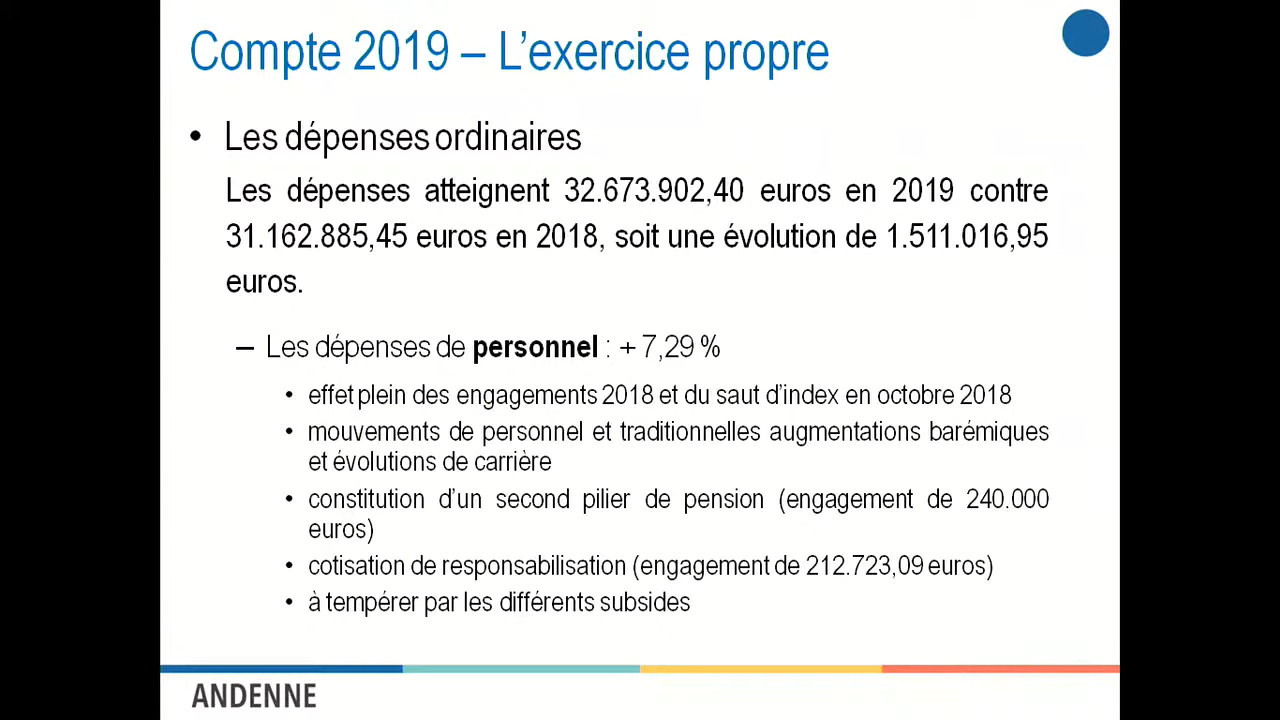 Compte 2019 – L’exercice propre
• Les dépenses ordinaires
Les dépenses atteignent 32.673.902,40 euros en 2019 contre
31.162.885,45 euros en 2018, soit une évolution de 1.511.016,95
euros.
– Les dépenses de personnel : + 7,29 %
• effet plein des engagements 2018 et du saut d’index en octobre 2018
• mouvements de personnel et traditionnelles augmentations barémiques
et évolutions de carrière
• constitution d’un second pilier de pension (engagement de 240.000
euros)
• cotisation de responsabilisation (engagement de 212.723,09 euros)
• à tempérer par les différents subsides
ANDENNE